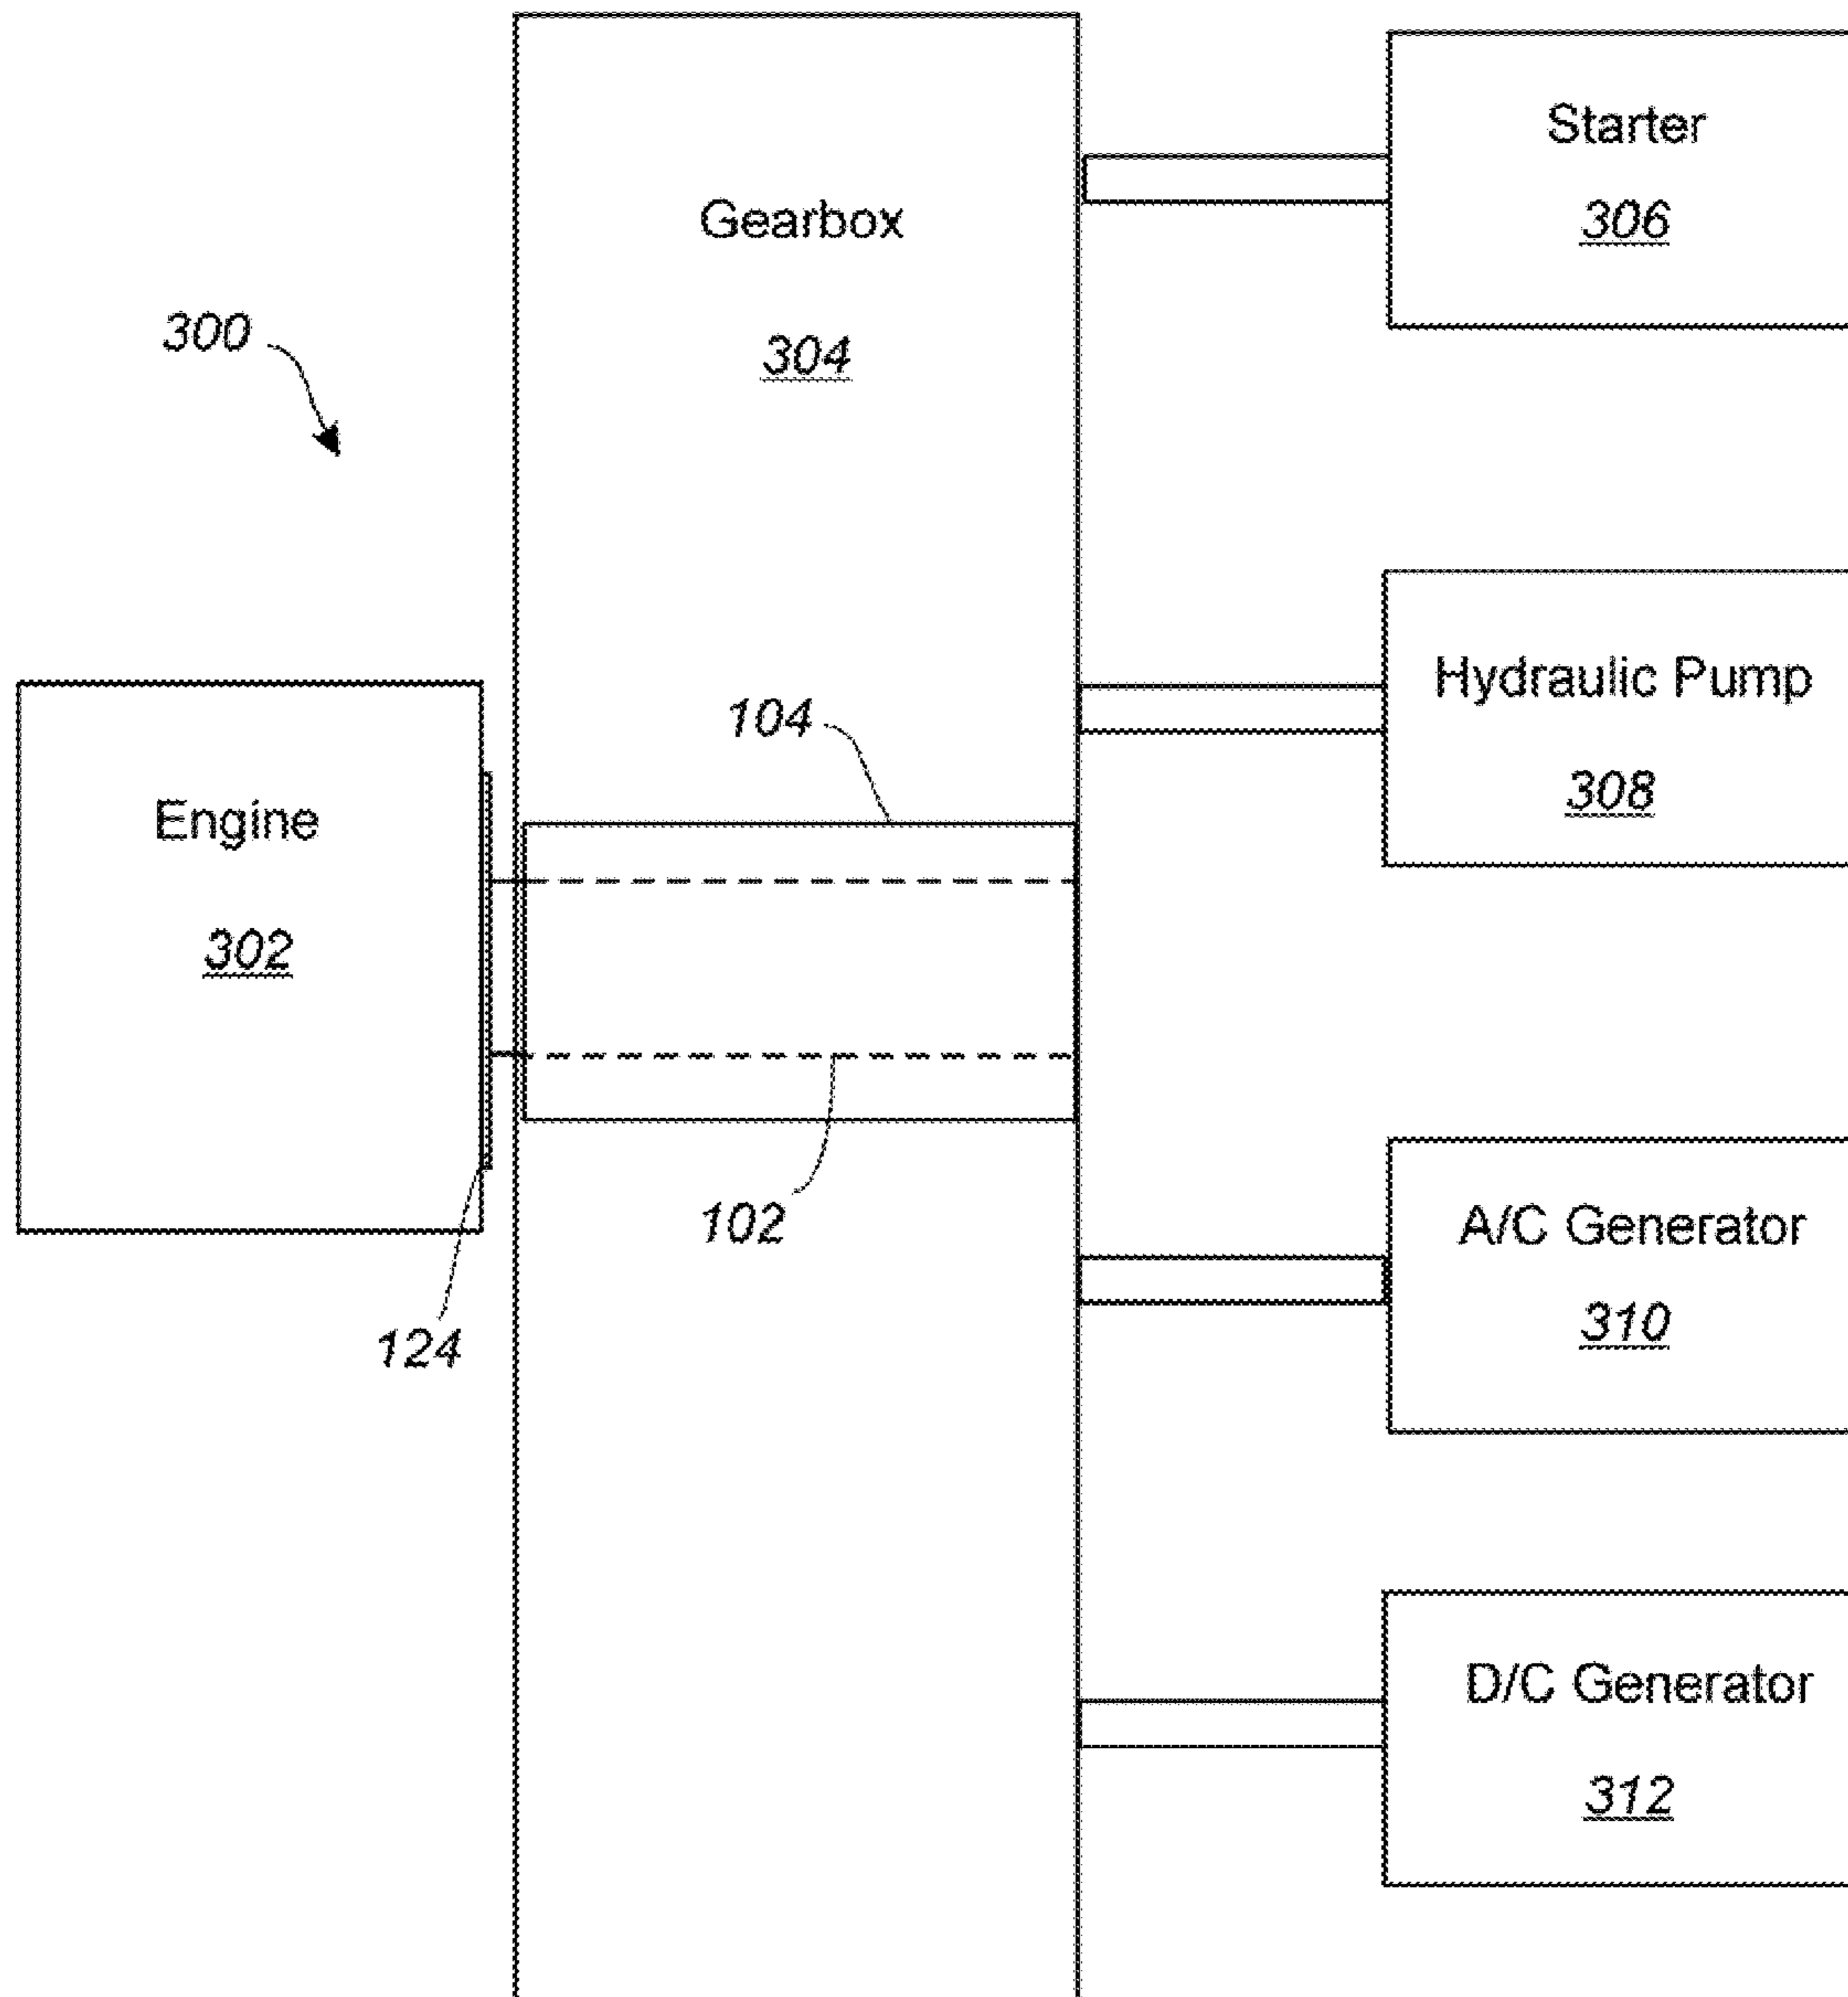 Starter
306
Gearbox
304
300
Hydraulic Pump
308
104
Engine
302
102
A/C Generator
310
124
D/C Generator
312